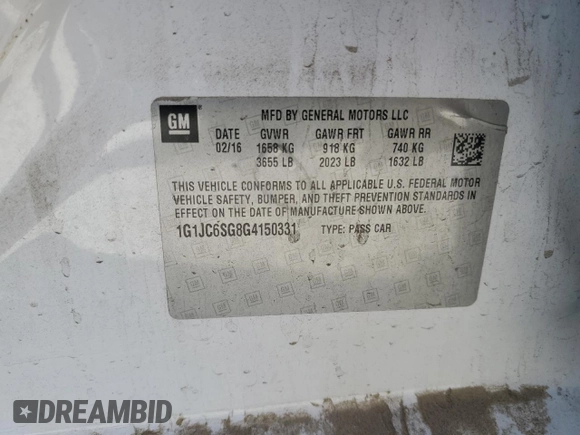 GM
MFD BY GENERAL MOTORS LLC
DATE GVWR GAWR FRT GAWR RR
02/16 1658 KG 918 KG 740 KG
3655 LB 2023 LB 1632 LB
THIS VEHICLE CONFORMS TO ALL APPLICABLE U.S. FEDERAL MOTOR
VEHICLE SAFETY, BUMPER, AND THEFT PREVENTION STANDARDS IN
EFFECT ON THE DATE OF MANUFACTURE SHOWN ABOVE.
1G1JC6SG8G4150331 TYPE: PASS CAR
DREAMBID